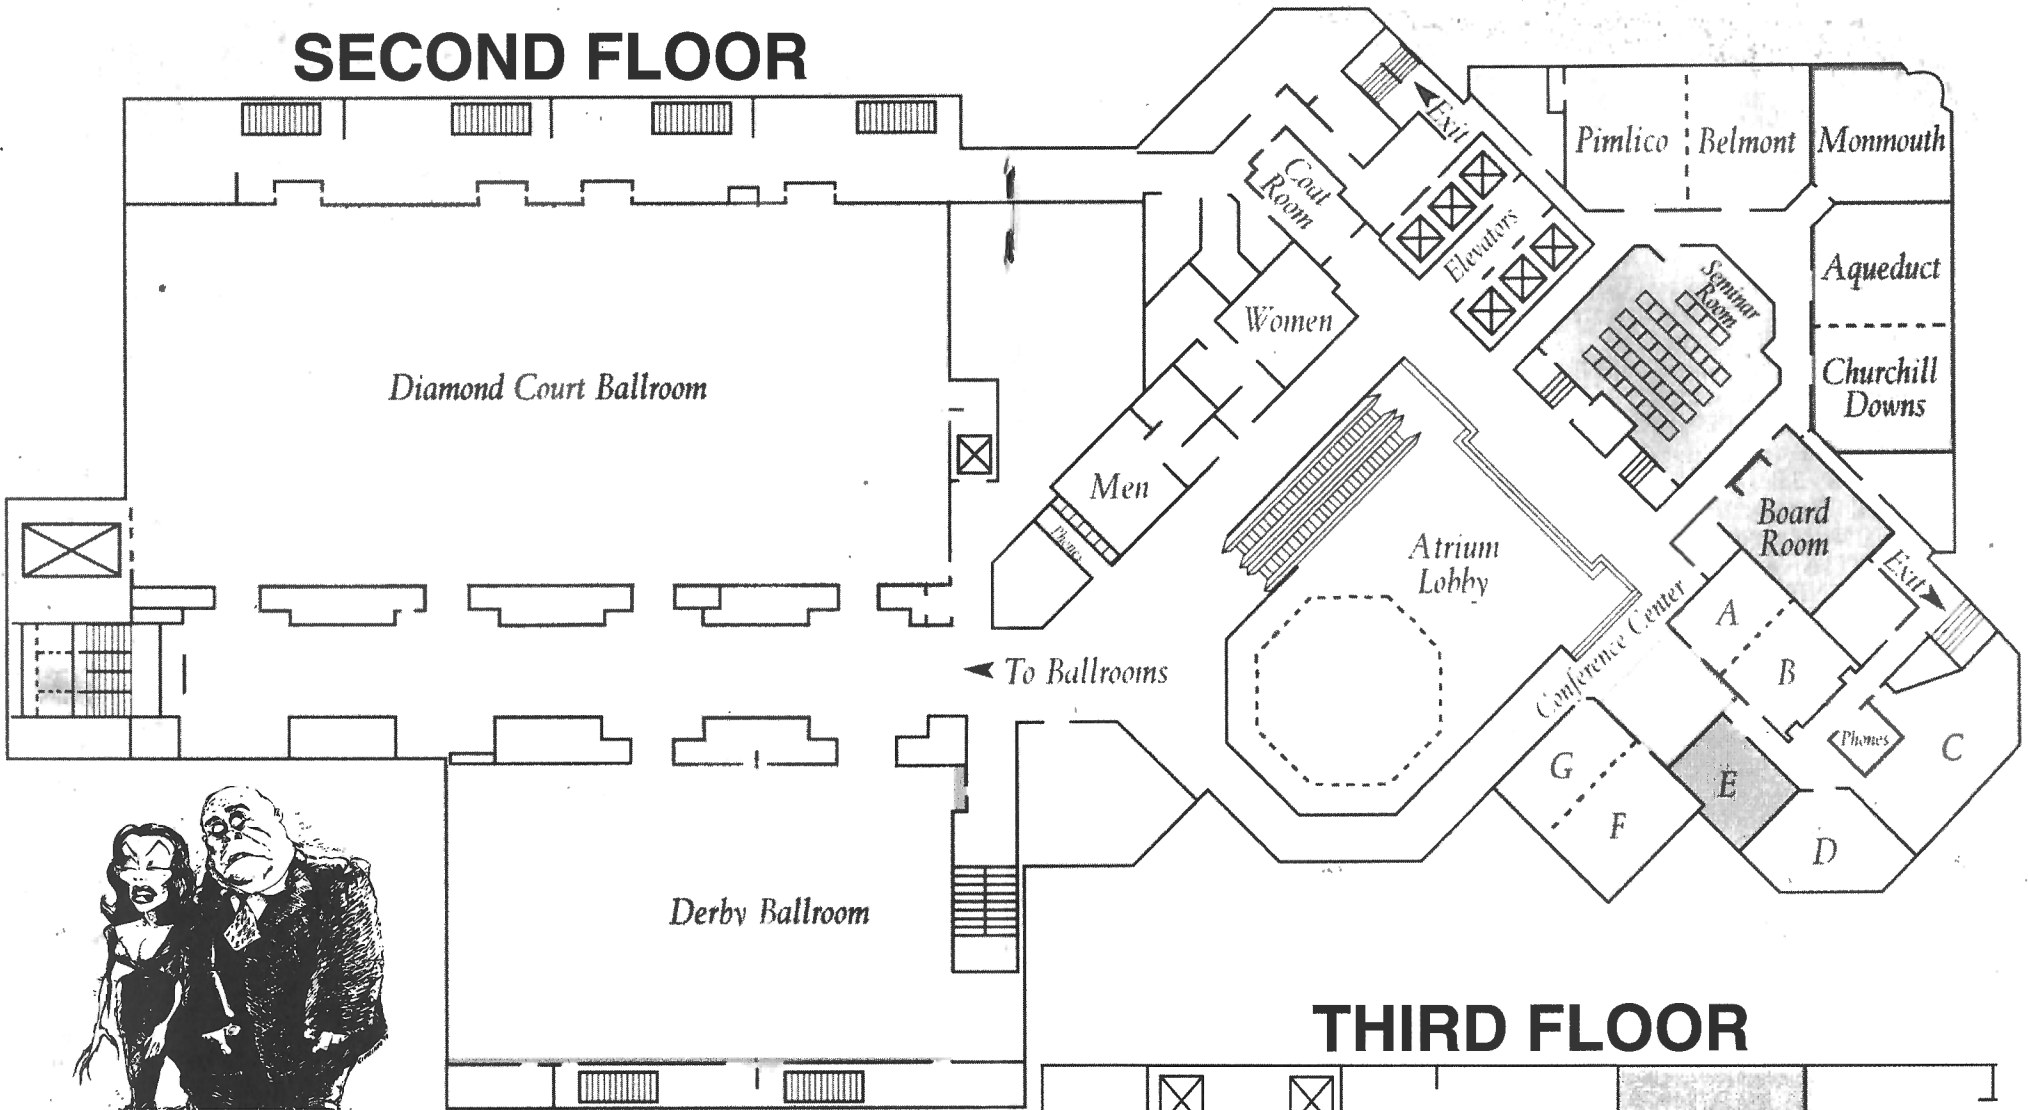 SECOND FLOOR
Exit
Pimlico
Belmont
Monmouth
Coat
Room
Elevators
Seminar
Room
Aqueduct
Women
Diamond Court Ballroom
Churchill
Downs
Men
Phones
Board
Room
Atrium
Lobby
Exit
Conference Center
A
B
To Ballrooms
Phones
C
G
E
F
D
Derby Ballroom
THIRD FLOOR